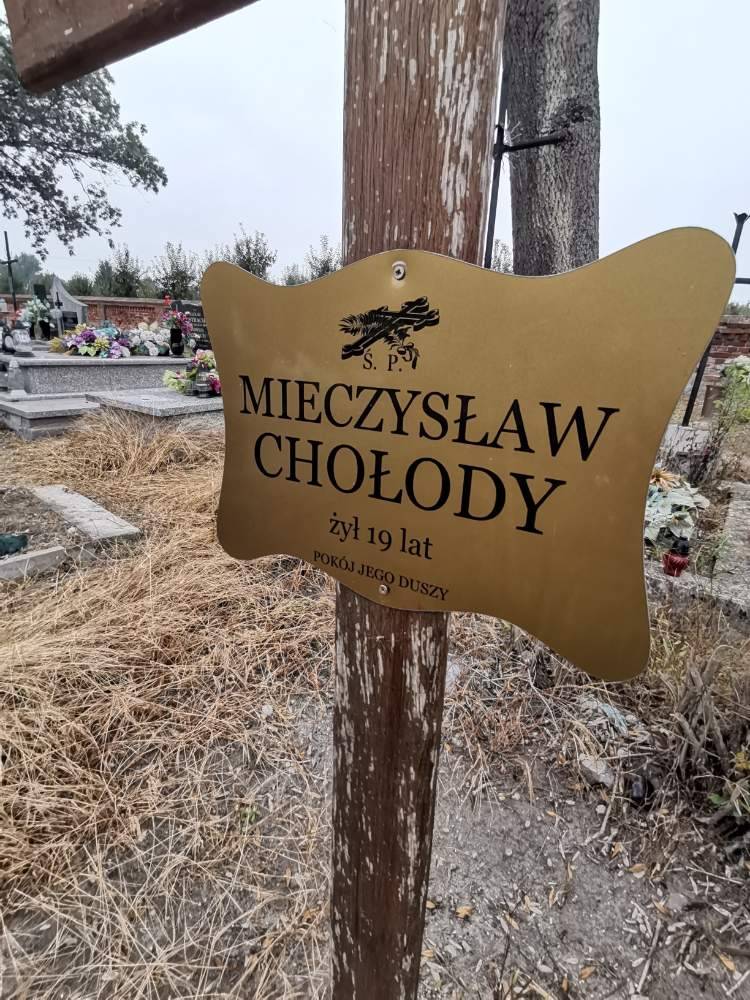 Ś. P.
MIECZYSŁAW
CHOŁODY
żył 19 lat
POKÓJ JEGO DUSZY